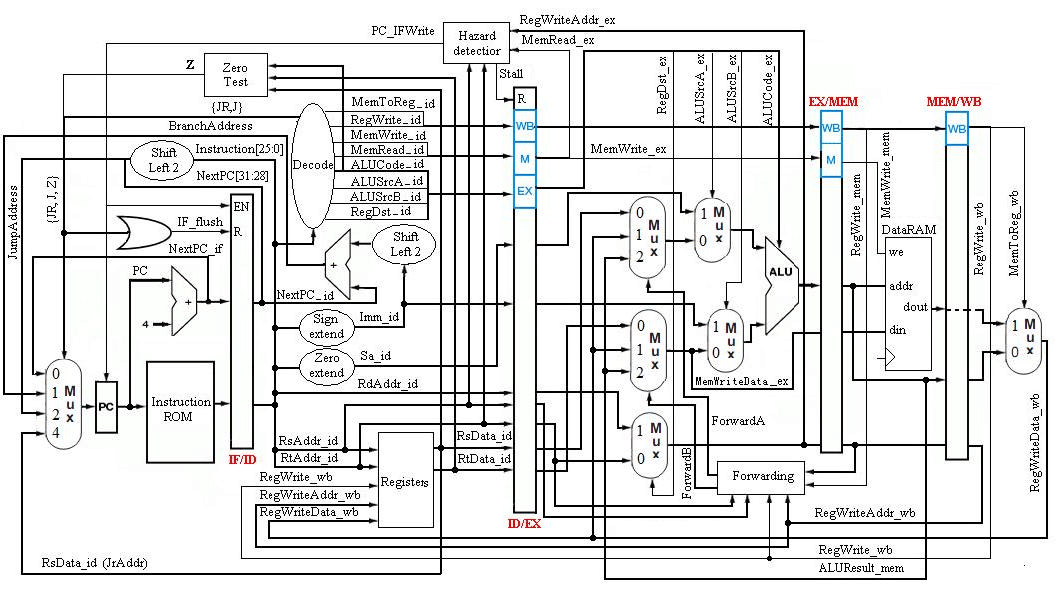 RegWriteAddr_ex
PC_IFWrite
Hazard
detectior
MemRead_ex
Z
Zero
Test
Stall
R
RegDst_ex
ALUSrcA_ex
ALUSrcB_ex
ALUCode_ex
{JR,J}
MemToReg_id
EX/MEM
MEM/WB
BranchAddress
RegWrite_id
WB
WB
WB
MemWrite_id
Shift
Left 2
Instruction[25:0]
Decode
MemRead_id
M
MemWrite_ex
M
ALUCode_id
NextPC[31:28]
ALUSrcA_id
EX
ALUSrcB_id
RegDst_id
{JR, J, Z}
JumpAddress
EN
IF_flush
R
NextPC_if
Shift
Left 2
+
0
1
2
Mux
1
0
Mux
RegWrite_mem
MemWrite_mem
DataRAM
we
RegWrite_wb
MemToReg_wb
PC
+
4
ALU
NextPC_id
addr
Imm_id
dout
Sign
extend
0
1
2
Mux
1
0
Mux
din
1
0
Mux
Zero
extend
Sa_id
0
1
2
4
Mux
PC
Instruction
ROM
RdAddr_id
MemWriteData_ex
ForwardA
1
0
Mux
RsAddr_id
RsData_id
RtAddr_id
RtData_id
IF/ID
ForwardB
Forwarding
RegWriteData_wb
RegWrite_wb
Registers
RegWriteAddr_wb
RegWriteData_wb
ID/EX
RegWriteAddr_wb
RegWrite_wb
RsData_id (JrAddr)
ALUResult_mem